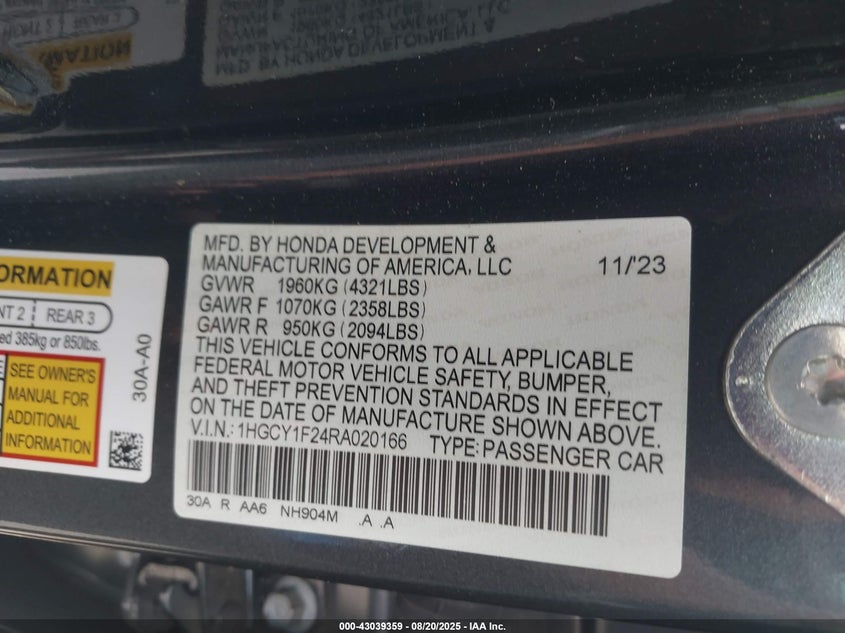 MFD. BY HONDA DEVELOPMENT &
MANUFACTURING OF AMERICA, LLC 11/'23
GVWR 1960KG (4321LBS)
GAWR F 1070KG (2358LBS)
GAWR R 950KG (2094LBS)
THIS VEHICLE CONFORMS TO ALL APPLICABLE
FEDERAL MOTOR VEHICLE SAFETY, BUMPER,
AND THEFT PREVENTION STANDARDS IN EFFECT
ON THE DATE OF MANUFACTURE SHOWN ABOVE.
V.I.N.: 1HGCY1F24RA020166 TYPE: PASSENGER CAR
30A R AA6 NH904M .A .A
ORMATION
NT 2 REAR 3
ed 385kg or 850lbs.
SEE OWNER'S
MANUAL FOR
ADDITIONAL
INFORMATION
30A-A0
000-43039359 - 08/20/2025 - IAA Inc.